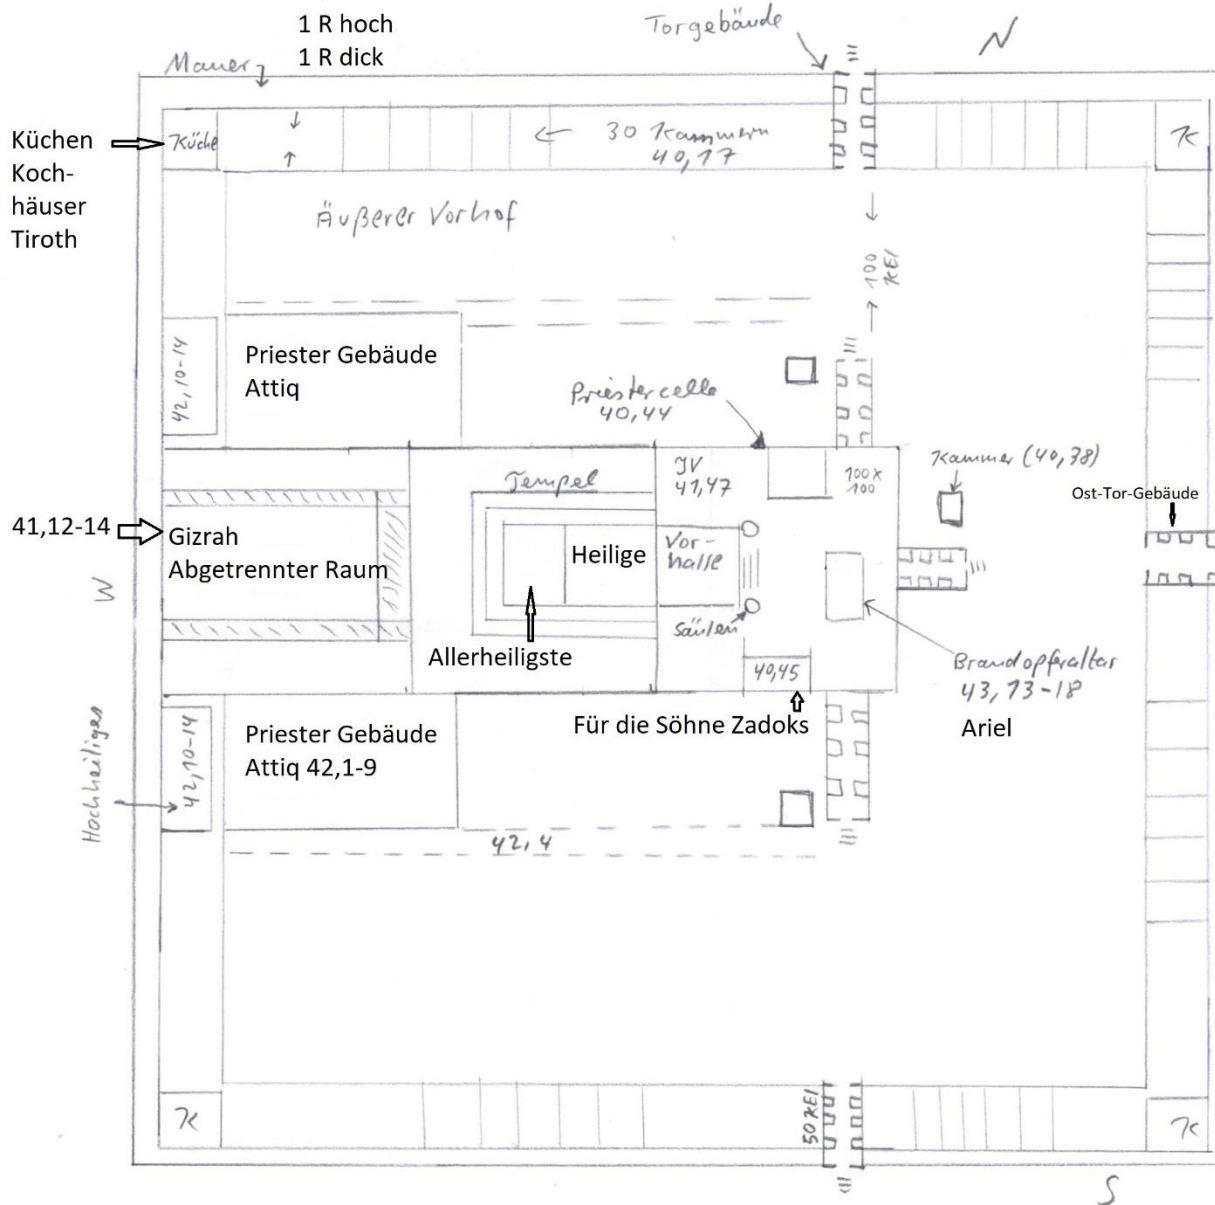 1 R hoch
1 R dick
Torgebäude
N
Mauer
Küchen
Koch-
häuser
Tiroth
Küche
30 Kammern
40,17
K
Äußerer Vorhof
100
KEl
42,10-14
Priester Gebäude
Attiq
Priestercelle
40,44
Tempel
IV
41,47
100x
100
Kammer (40,38)
Ost-Tor-Gebäude
41,12-14
Gizrah
Abgetrennter Raum
Heilige
Vor-
halle
W
Säulen
Allerheiligste
40,45
Brandopferaltar
43,13-18
Ariel
Für die Söhne Zadoks
Hochheiliges
42,10-14
Priester Gebäude
Attiq 42,1-9
42,4
K
50 KEl
K
S